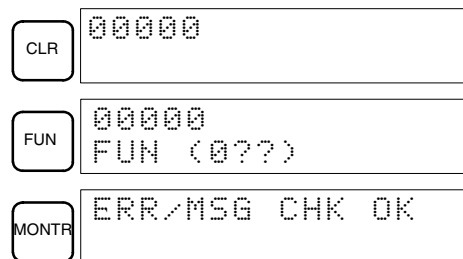 CLR
00000
FUN
00000
FUN (0??)
MONTR
ERR/MSG CHK OK